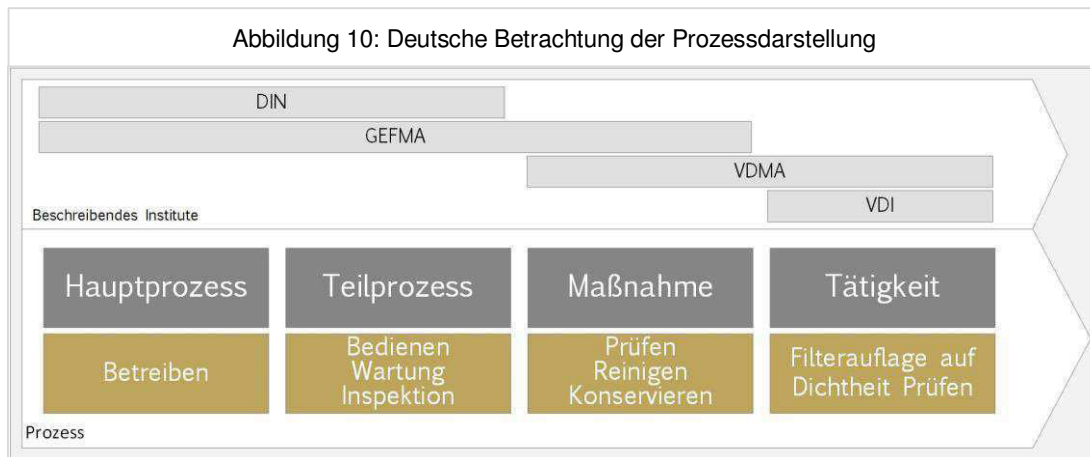 Abbildung 10: Deutsche Betrachtung der Prozessdarstellung
DIN
GEFMA
VDMA
VDI
Beschreibendes Institute
Hauptprozess
Teilprozess
Maßnahme
Tätigkeit
Betreiben
Bedienen
Wartung
Inspektion
Prüfen
Reinigen
Konservieren
Filterauflage auf
Dichtheit Prüfen
Prozess